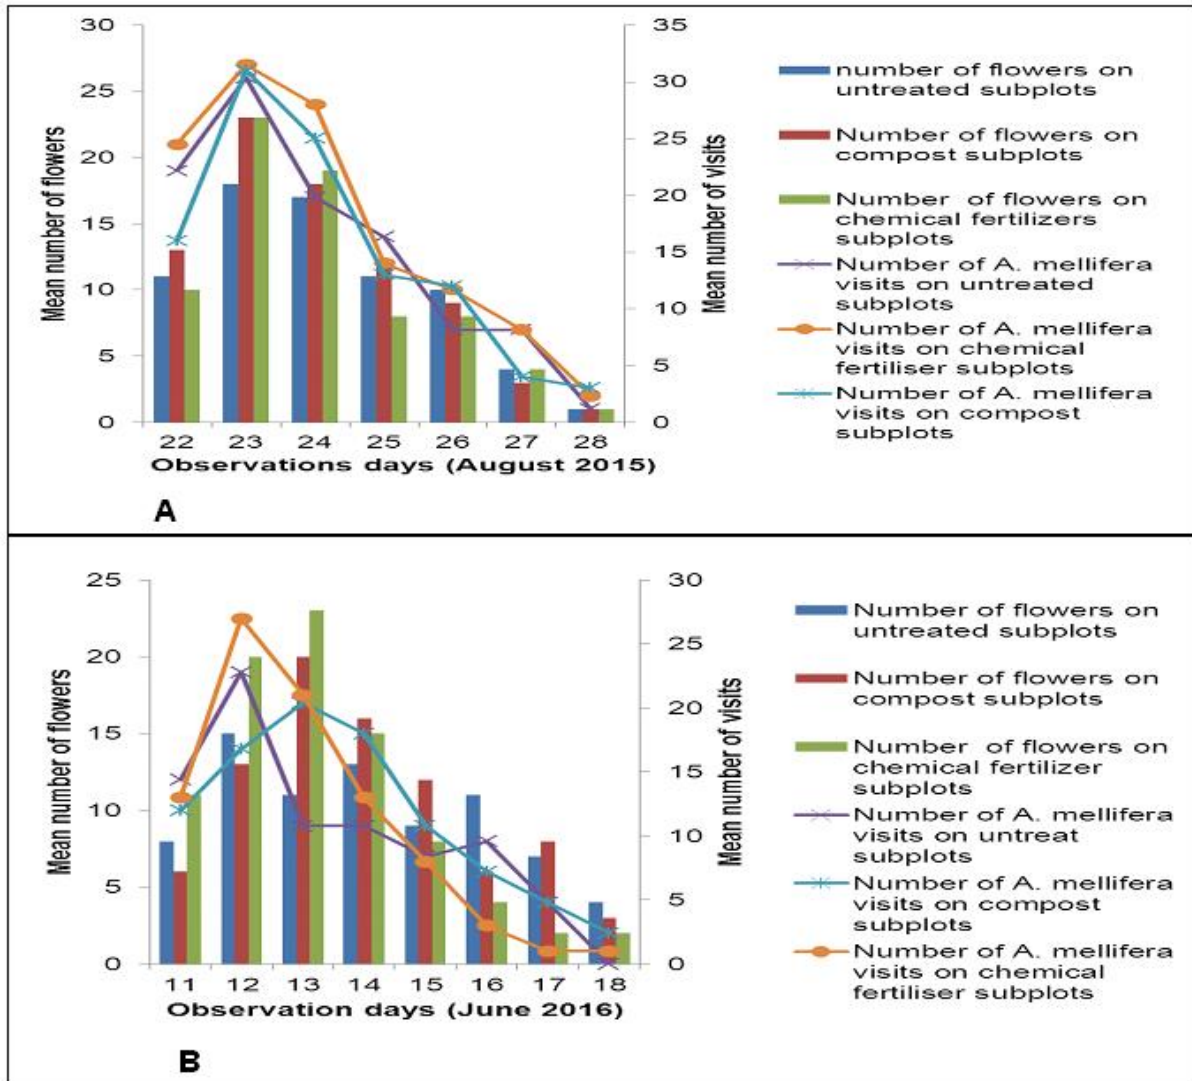 30
25
20
15
10
5
0
Mean number of flowers
35
30
25
20
15
10
5
0
Mean number of visits
22 23 24 25 26 27 28
Observations days (August 2015)
number of flowers on
untreated subplots
Number of flowers on
compost subplots
Number of flowers on
chemical fertilizers
subplots
Number of A. mellifera
visits on untreated
subplots
Number of A. mellifera
visits on chemical
fertiliser subplots
Number of A. mellifera
visits on compost
subplots
A
25
20
15
10
5
0
Mean number of flowers
30
25
20
15
10
5
0
Mean number of visits
11 12 13 14 15 16 17 18
Observation days (June 2016)
Number of flowers on
untreated subplots
Number of flowers on
compost subplots
Number of flowers on
chemical fertilizer
subplots
Number of A. mellifera
visits on untreat
subplots
Number of A. mellifera
visits on compost
subplots
Number of A. mellifera
visits on chemical
fertiliser subplots
B